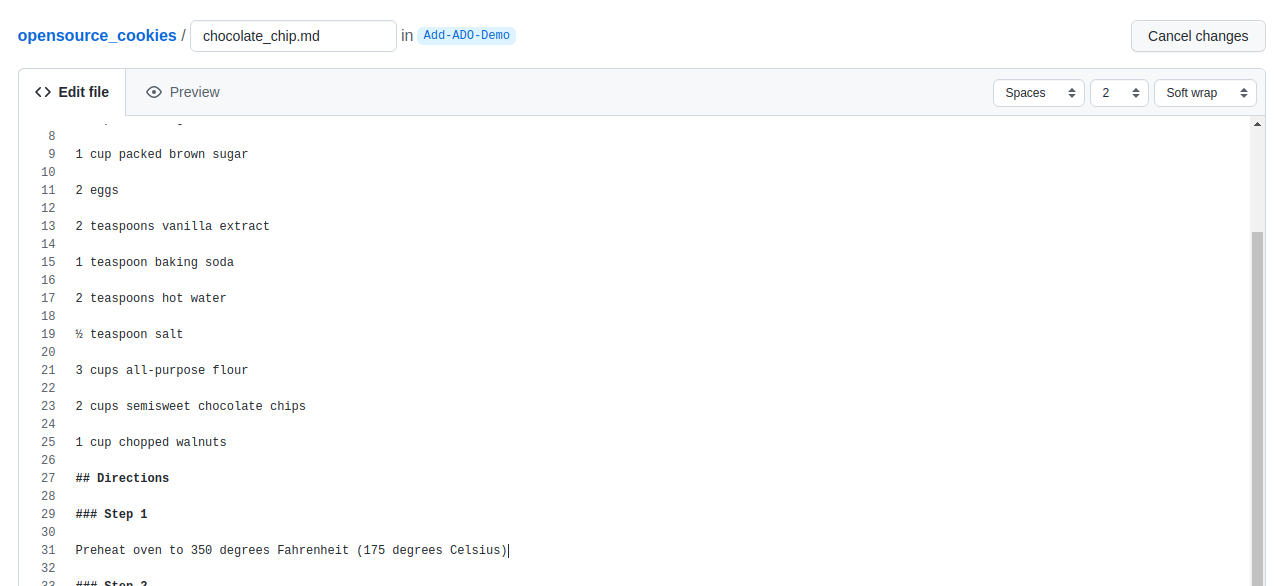 opensource_cookies / chocolate_chip.md in Add-ADO-Demo Cancel changes
Edit file Preview Spaces 2 Soft wrap
8
9 1 cup packed brown sugar
10
11 2 eggs
12
13 2 teaspoons vanilla extract
14
15 1 teaspoon baking soda
16
17 2 teaspoons hot water
18
19 ½ teaspoon salt
20
21 3 cups all-purpose flour
22
23 2 cups semisweet chocolate chips
24
25 1 cup chopped walnuts
26
27 ## Directions
28
29 ### Step 1
30
31 Preheat oven to 350 degrees Fahrenheit (175 degrees Celsius)
32
33 ### Step 2